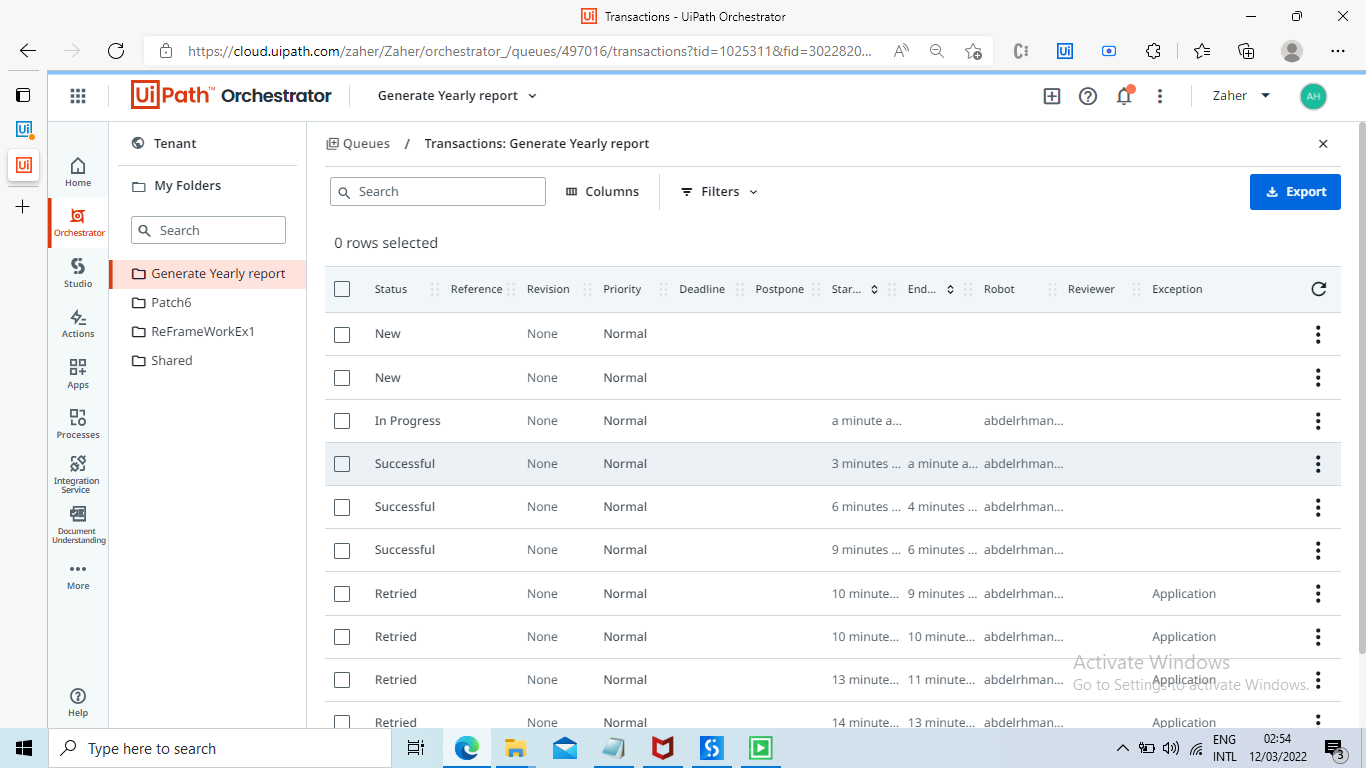 Transactions - UiPath Orchestrator
https://cloud.uipath.com/zaher/Zaher/orchestrator_/queues/497016/transactions?tid=1025311&fid=3022820...
UiPath™ Orchestrator
Generate Yearly report
Zaher
AH
Home
Orchestrator
Studio
Actions
Apps
Processes
Integration
Service
Document
Understanding
More
Help
Tenant
My Folders
Search
Generate Yearly report
Patch6
ReFrameWorkEx1
Shared
Queues / Transactions: Generate Yearly report
Search
Columns
Filters
Export
0 rows selected
Status Reference Revision Priority Deadline Postpone Star... End... Robot Reviewer Exception
New None Normal
New None Normal
In Progress None Normal a minute a... abdelrhman...
Successful None Normal 3 minutes ... a minute a... abdelrhman...
Successful None Normal 6 minutes ... 4 minutes ... abdelrhman...
Successful None Normal 9 minutes ... 6 minutes ... abdelrhman...
Retried None Normal 10 minute... 9 minutes ... abdelrhman... Application
Retried None Normal 10 minute... 10 minute... abdelrhman... Application
Retried None Normal 13 minute... 11 minute... abdelrhman... Application
Retried None Normal 14 minute... 13 minute... abdelrhman... Application
Activate Windows
Go to Settings to activate Windows.
Type here to search
ENG
INTL
02:54
12/03/2022
3